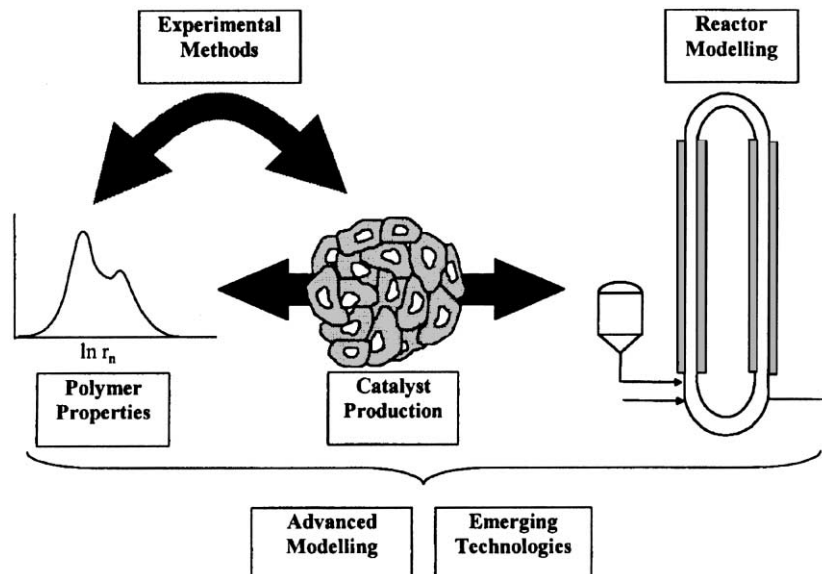 Experimental
Methods
Reactor
Modelling
ln r_n
Polymer
Properties
Catalyst
Production
Advanced
Modelling
Emerging
Technologies